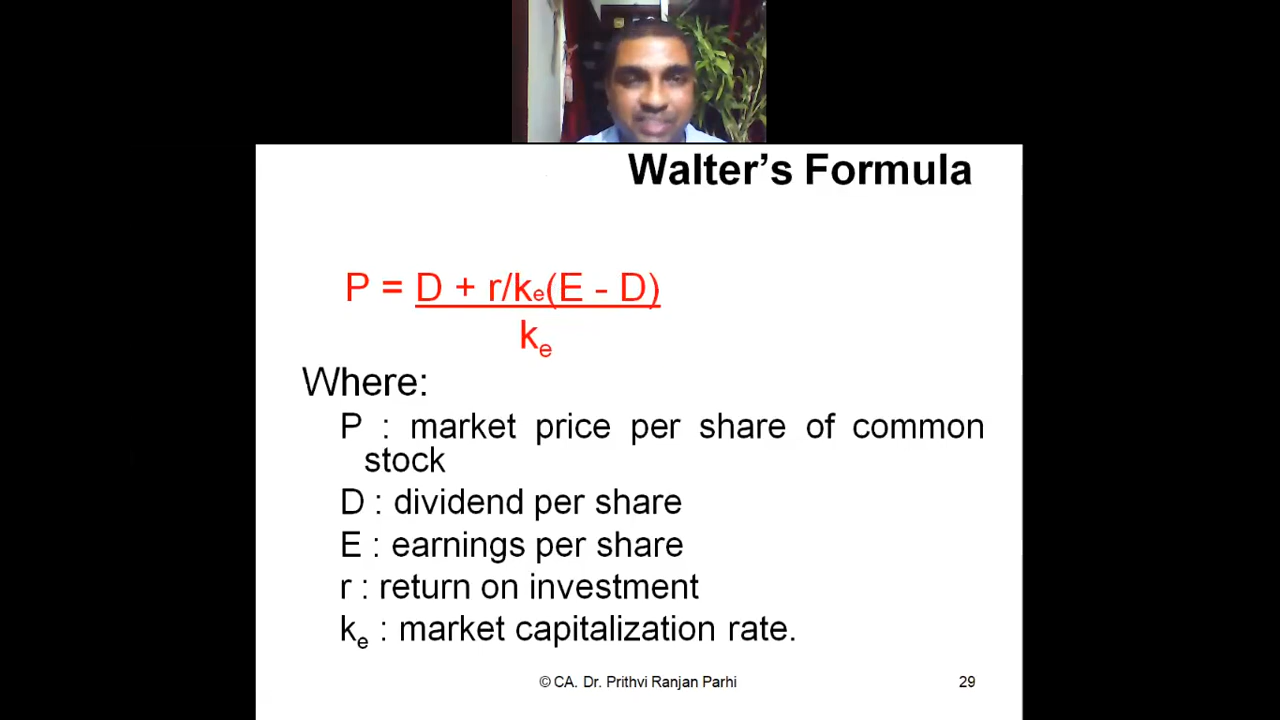 Walter’s Formula
P = D + r/ke(E - D)
ke
Where:
P : market price per share of common
stock
D : dividend per share
E : earnings per share
r : return on investment
ke : market capitalization rate.
© CA. Dr. Prithvi Ranjan Parhi
29